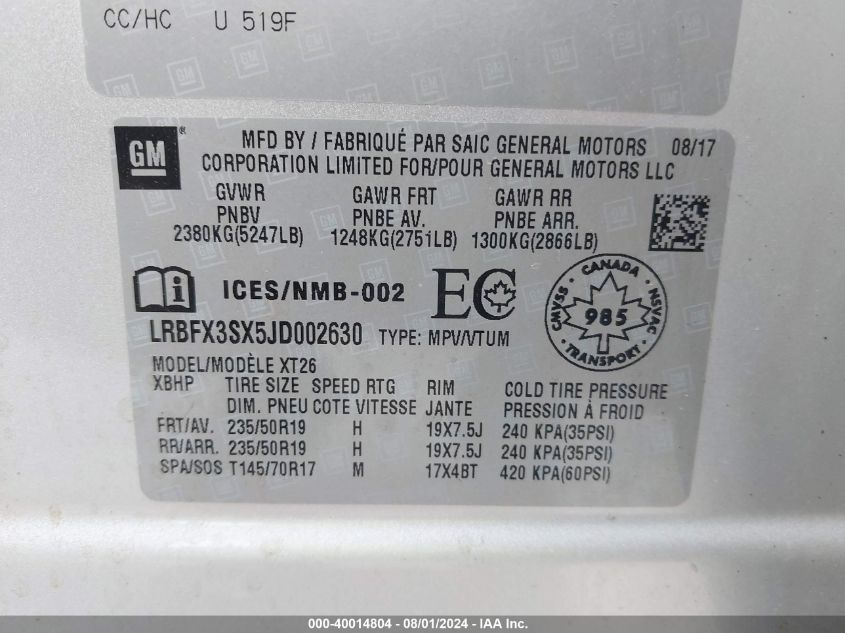 CC/HC U 519F
GM®
MFD BY / FABRIQUÉ PAR SAIC GENERAL MOTORS 08/17
CORPORATION LIMITED FOR/POUR GENERAL MOTORS LLC
GVWR GAWR FRT GAWR RR
PNBV PNBE AV. PNBE ARR.
2380KG(5247LB) 1248KG(2751LB) 1300KG(2866LB)
ICES/NMB-002 EC
CANADA
CMVSS 985 NSVAC
TRANSPORT
LRBFX3SX5JD002630 TYPE: MPV/VTUM
MODEL/MODÈLE XT26
XBHP TIRE SIZE SPEED RTG RIM COLD TIRE PRESSURE
DIM. PNEU COTE VITESSE JANTE PRESSION À FROID
FRT/AV. 235/50R19 H 19X7.5J 240 KPA(35PSI)
RR/ARR. 235/50R19 H 19X7.5J 240 KPA(35PSI)
SPA/SOS T145/70R17 M 17X4BT 420 KPA(60PSI)
000-40014804 - 08/01/2024 - IAA Inc.